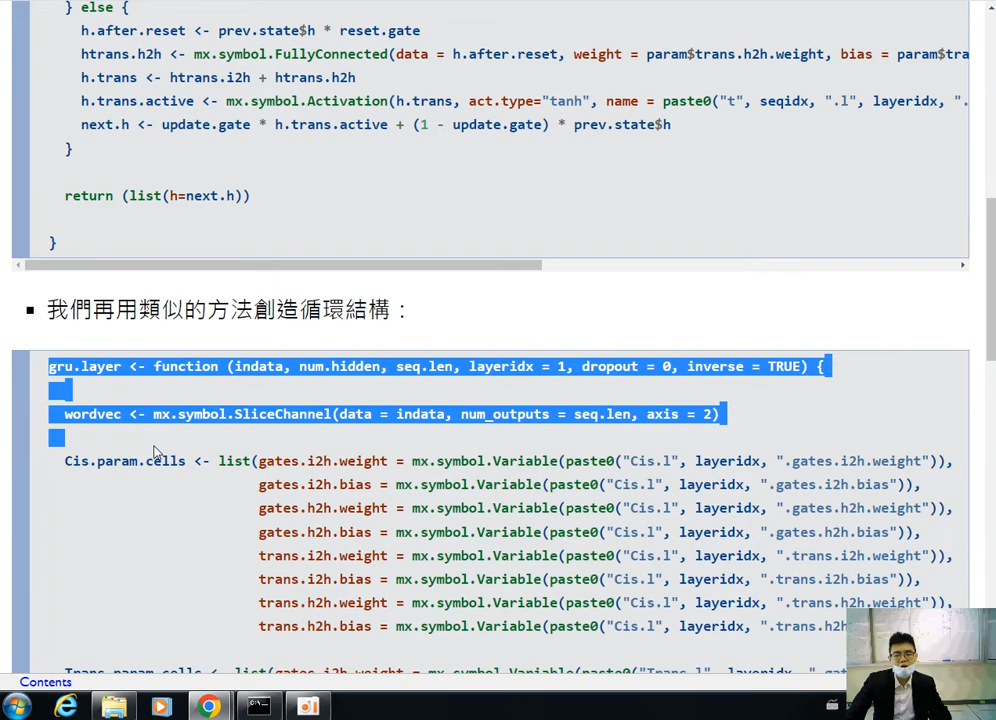 } else {
h.after.reset <- prev.state$h * reset.gate
htrans.h2h <- mx.symbol.FullyConnected(data = h.after.reset, weight = param$trans.h2h.weight, bias = param$tra
h.trans <- htrans.i2h + htrans.h2h
h.trans.active <- mx.symbol.Activation(h.trans, act.type="tanh", name = paste0("t", seqidx, ".l", layeridx, ".
next.h <- update.gate * h.trans.active + (1 - update.gate) * prev.state$h
}
return (list(h=next.h))
}
▪ 我們再用類似的方法創造循環結構：
gru.layer <- function (indata, num.hidden, seq.len, layeridx = 1, dropout = 0, inverse = TRUE) {
wordvec <- mx.symbol.SliceChannel(data = indata, num_outputs = seq.len, axis = 2)
Cis.param.cells <- list(gates.i2h.weight = mx.symbol.Variable(paste0("Cis.l", layeridx, ".gates.i2h.weight")),
gates.i2h.bias = mx.symbol.Variable(paste0("Cis.l", layeridx, ".gates.i2h.bias")),
gates.h2h.weight = mx.symbol.Variable(paste0("Cis.l", layeridx, ".gates.h2h.weight")),
gates.h2h.bias = mx.symbol.Variable(paste0("Cis.l", layeridx, ".gates.h2h.bias")),
trans.i2h.weight = mx.symbol.Variable(paste0("Cis.l", layeridx, ".trans.i2h.weight")),
trans.i2h.bias = mx.symbol.Variable(paste0("Cis.l", layeridx, ".trans.i2h.bias")),
trans.h2h.weight = mx.symbol.Variable(paste0("Cis.l", layeridx, ".trans.h2h.weight")),
trans.h2h.bias = mx.symbol.Variable(paste0("Cis.l", layeridx, ".trans.h2h
Contents